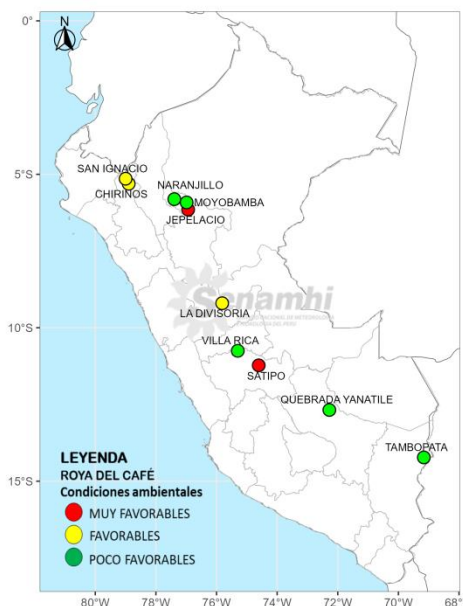 0°
N
SAN IGNACIO
5°S
CHIRINOS
NARANJILLO
MOYOBAMBA
JEPELACIO
Senamhi
LA DIVISORIA
10°S
VILLA RICA
SATIPO
QUEBRADA YANATILE
TAMBOPATA
LEYENDA
ROYA DEL CAFÉ
Condiciones ambientales
15°S
MUY FAVORABLES
FAVORABLES
POCO FAVORABLES
80°W 78°W 76°W 74°W 72°W 70°W 68°W